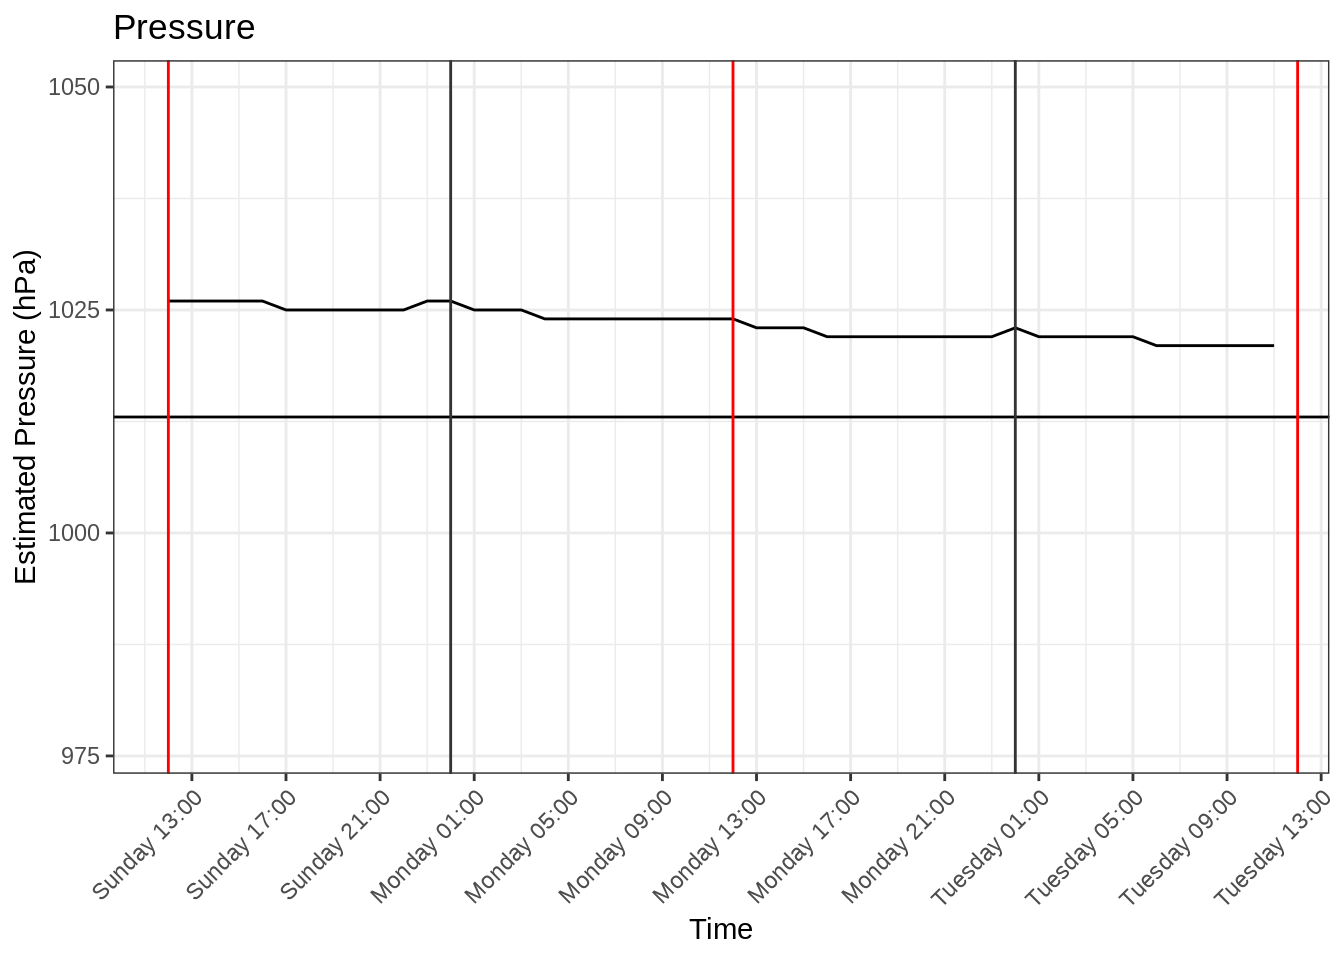 Pressure
Estimated Pressure (hPa)
1050
1025
1000
975
Sunday 13:00
Sunday 17:00
Sunday 21:00
Monday 01:00
Monday 05:00
Monday 09:00
Monday 13:00
Monday 17:00
Monday 21:00
Tuesday 01:00
Tuesday 05:00
Tuesday 09:00
Tuesday 13:00
Time